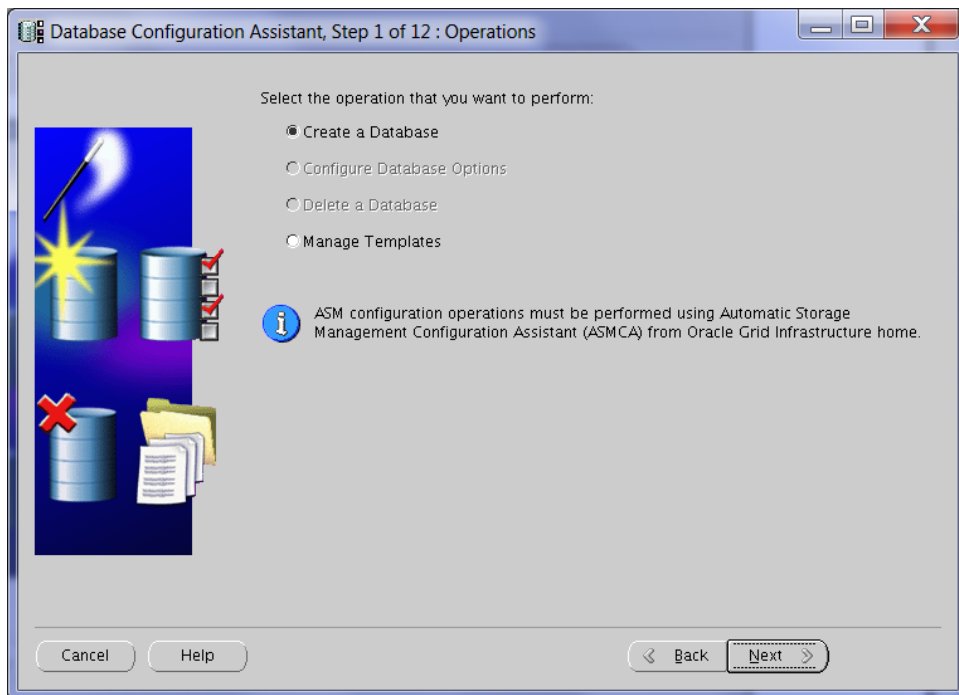 Database Configuration Assistant, Step 1 of 12 : Operations
Select the operation that you want to perform:
Create a Database
Configure Database Options
Delete a Database
Manage Templates
ASM configuration operations must be performed using Automatic Storage
Management Configuration Assistant (ASMCA) from Oracle Grid Infrastructure home.
Cancel
Help
Back
Next